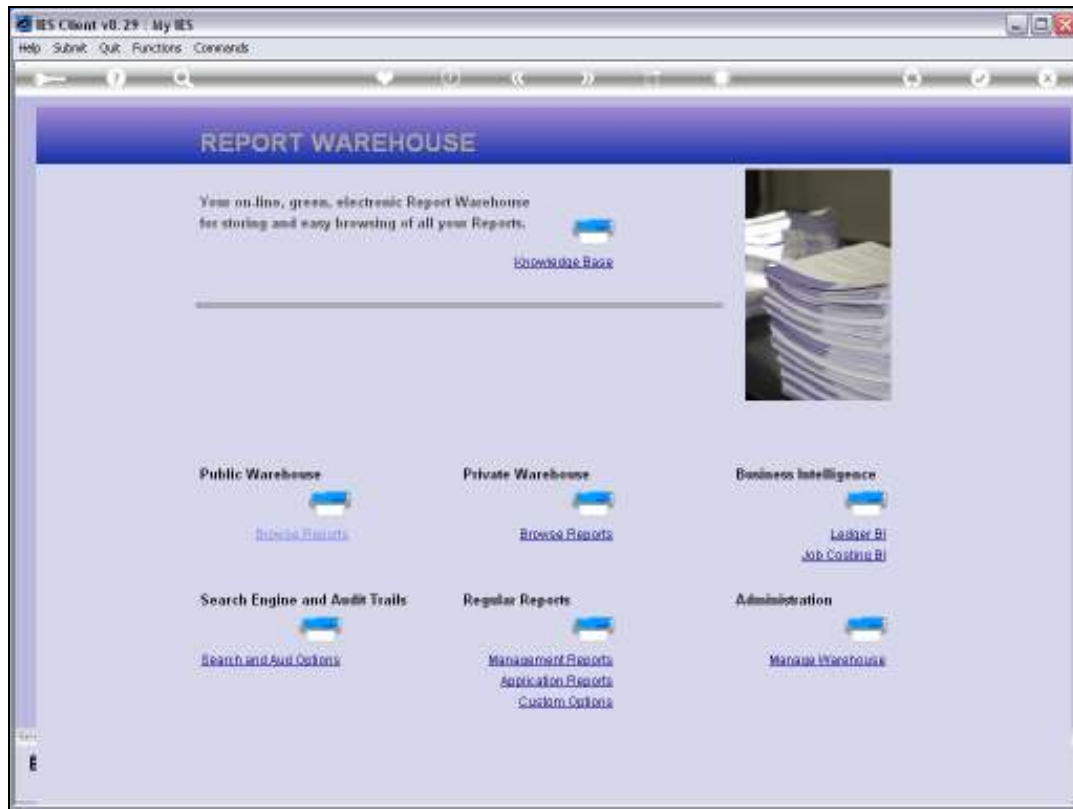 IES Client v8.29 : My IES
Help Submit Quit Functions Commands
REPORT WAREHOUSE
Your on-line, green, electronic Report Warehouse
for storing and easy browsing of all your Reports.
Knowledge Base
Public Warehouse
Browse Reports
Private Warehouse
Browse Reports
Business Intelligence
Ledger BI
Job Costing BI
Search Engine and Audit Trails
Search and Aud Options
Regular Reports
Management Reports
Application Reports
Custom Options
Administration
Manage Warehouse